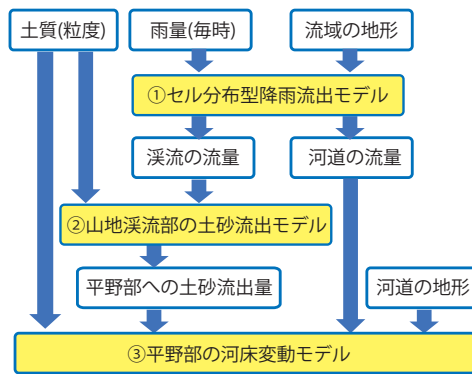 土質(粒度)
雨量(毎時)
流域の地形
①セル分布型降雨流出モデル
渓流の流量
河道の流量
②山地渓流部の土砂流出モデル
平野部への土砂流出量
河道の地形
③平野部の河床変動モデル